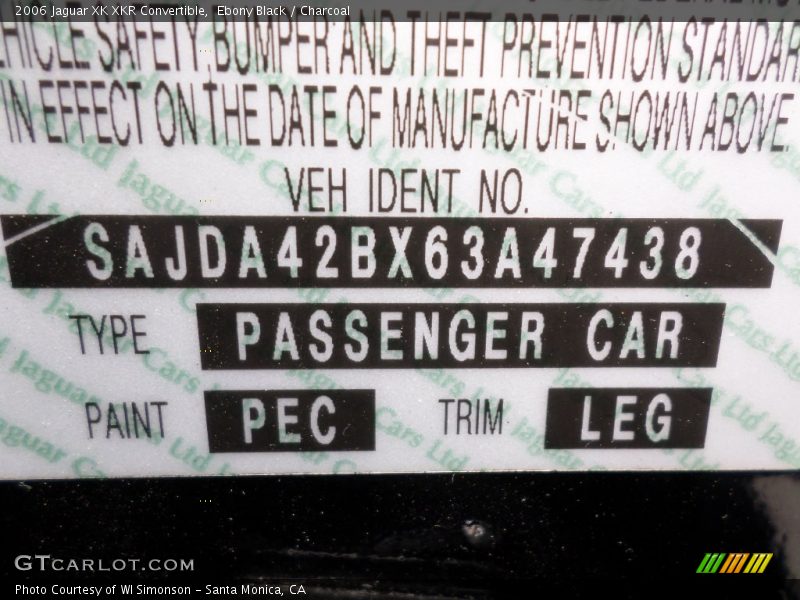 2006 Jaguar XK XKR Convertible, Ebony Black / Charcoal
VEHICLE SAFETY BUMPER AND THEFT PREVENTION STANDARD
IN EFFECT ON THE DATE OF MANUFACTURE SHOWN ABOVE.
VEH IDENT NO.
SAJDA42BX63A47438
TYPE PASSENGER CAR
PAINT PEC TRIM LEG
GTCARLOT.COM
Photo Courtesy of WI Simonson - Santa Monica, CA